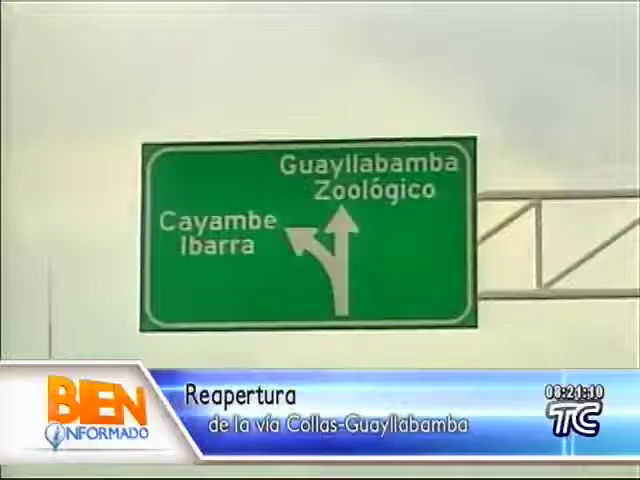 Guayllabamba
Zoológico
Cayambe
Ibarra
BIEN
INFORMADO
Reapertura
de la vía Collas-Guayllabamba
08:21:10
TC